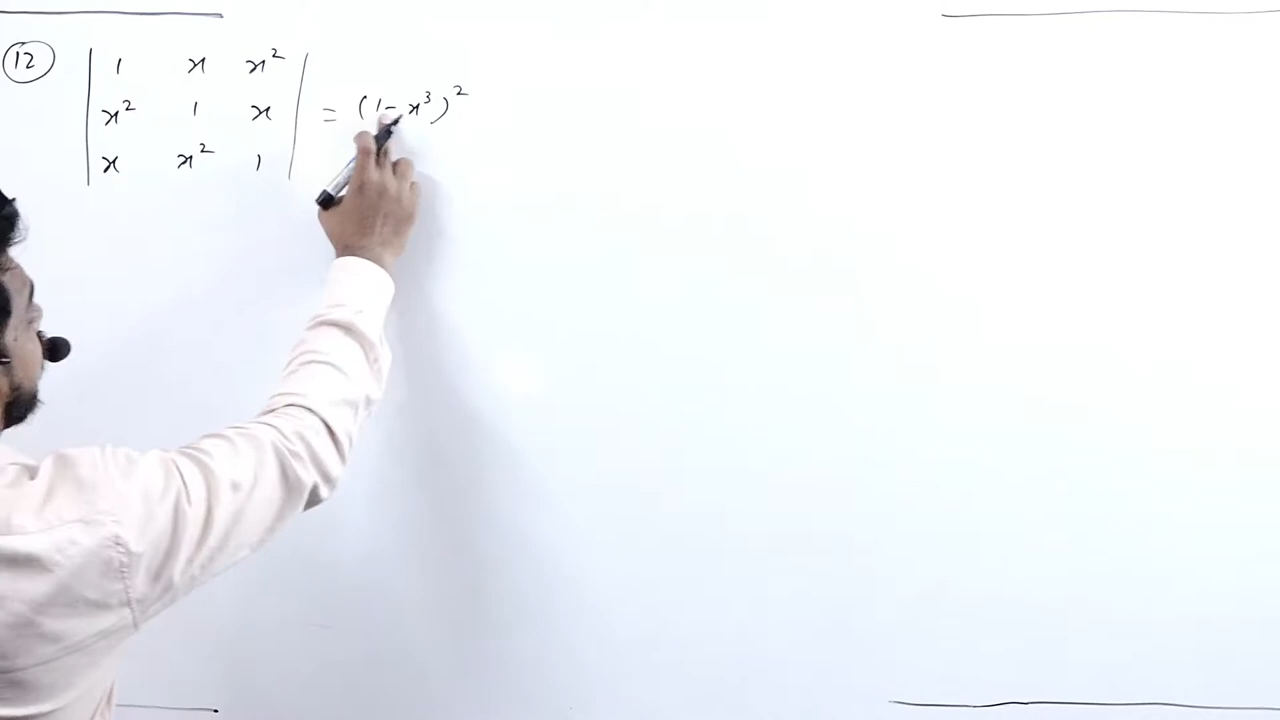 12 | 1 x x² |
| x² 1 x | = (1 - x³)²
| x x² 1 |